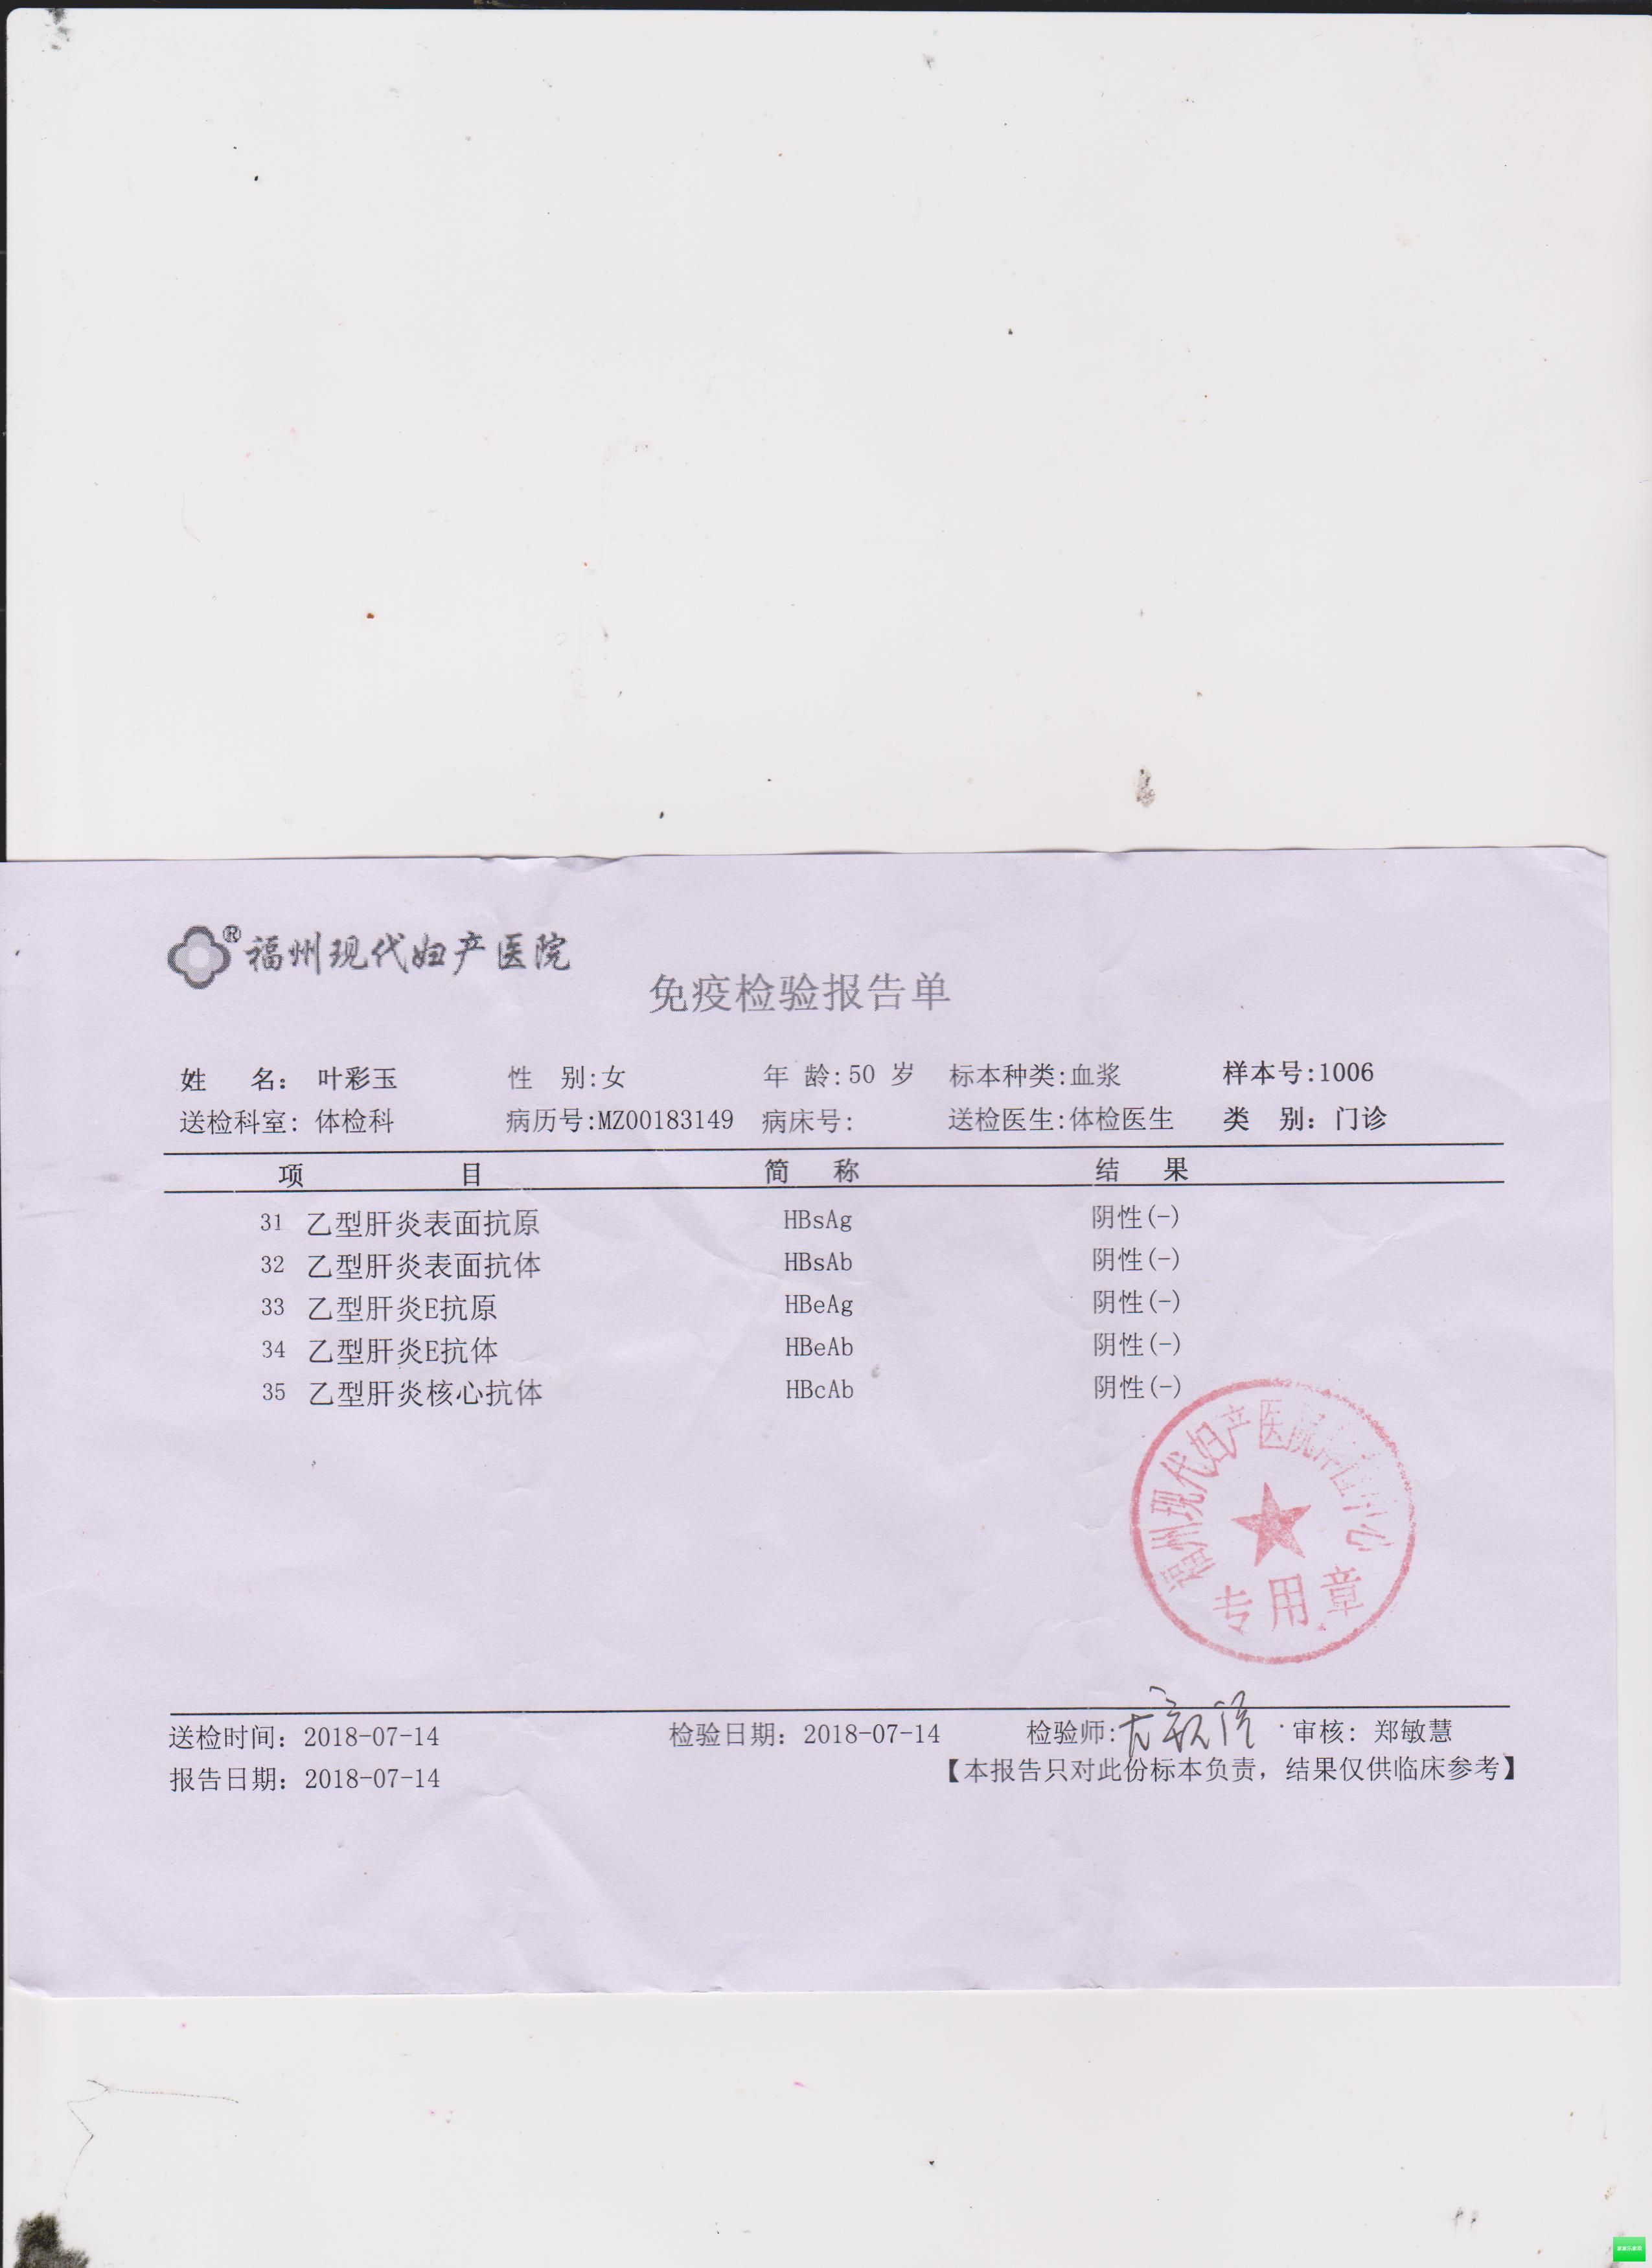 ®福州现代妇产医院
免疫检验报告单
姓 名： 叶彩玉 性 别:女 年 龄:50 岁 标本种类:血浆 样本号:1006
送检科室: 体检科 病历号:MZ00183149 病床号: 送检医生:体检医生 类 别: 门诊
项 目 简 称 结 果
31 乙型肝炎表面抗原 HBsAg 阴性(-)
32 乙型肝炎表面抗体 HBsAb 阴性(-)
33 乙型肝炎E抗原 HBeAg 阴性(-)
34 乙型肝炎E抗体 HBeAb 阴性(-)
35 乙型肝炎核心抗体 HBcAb 阴性(-)
福州现代妇产医院体检中心
专用章
送检时间: 2018-07-14 检验日期: 2018-07-14 检验师: 审核: 郑敏慧
报告日期: 2018-07-14 【本报告只对此份标本负责，结果仅供临床参考】